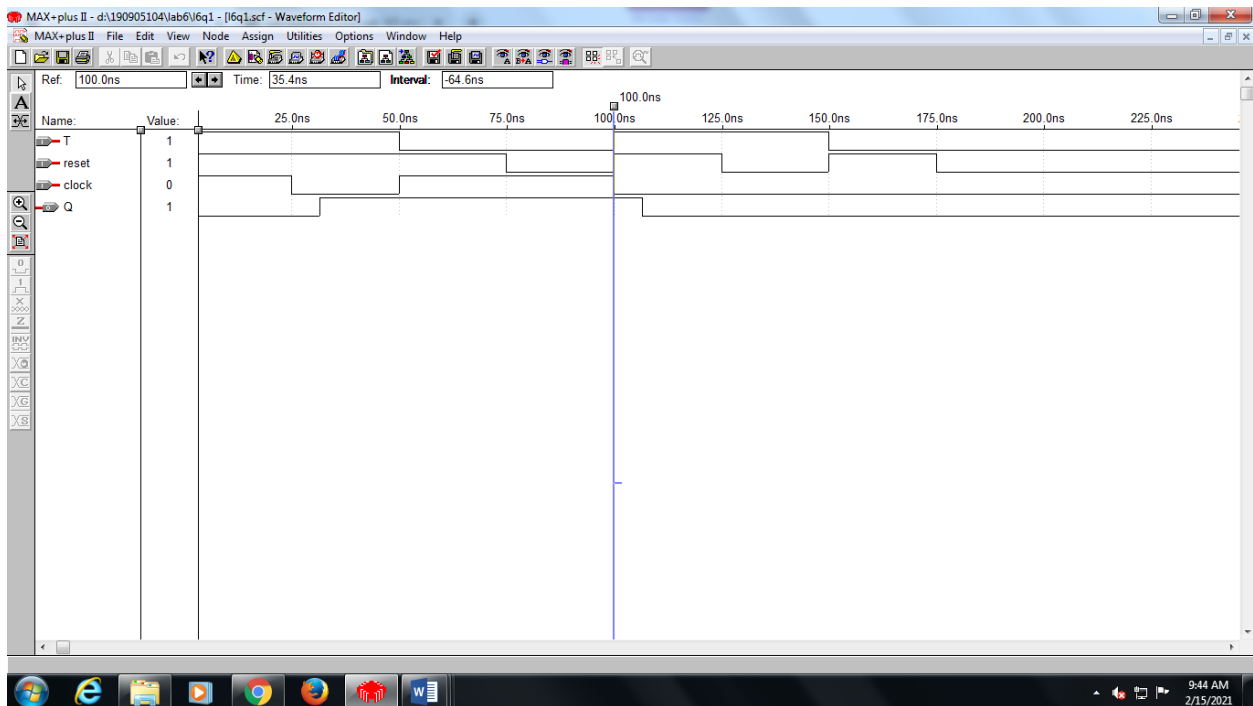 MAX+plus II - d:\190905104\lab6\l6q1 - [l6q1.scf - Waveform Editor]
MAX+plus II File Edit View Node Assign Utilities Options Window Help
Ref: 100.0ns Time: 35.4ns Interval: -64.6ns
100.0ns
Name: Value: 25.0ns 50.0ns 75.0ns 100.0ns 125.0ns 150.0ns 175.0ns 200.0ns 225.0ns
T 1
reset 1
clock 0
Q 1
9:44 AM
2/15/2021